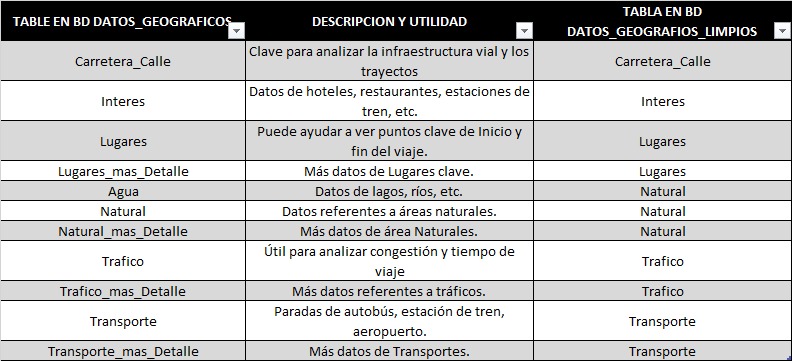 TABLE EN BD DATOS_GEOGRAFICOS
DESCRIPCION Y UTILIDAD
TABLA EN BD
DATOS_GEOGRAFIOS_LIMPIOS
Carretera_Calle
Clave para analizar la infraestructura vial y los
trayectos
Carretera_Calle
Interes
Datos de hoteles, restaurantes, estaciones de
tren, etc.
Interes
Lugares
Puede ayudar a ver puntos clave de Inicio y
fin del viaje.
Lugares
Lugares_mas_Detalle
Más datos de Lugares clave.
Lugares
Agua
Datos de lagos, ríos, etc.
Natural
Natural
Datos referentes a áreas naturales.
Natural
Natural_mas_Detalle
Más datos de área Naturales.
Natural
Trafico
Útil para analizar congestión y tiempo de
viaje
Trafico
Trafico_mas_Detalle
Más datos referentes a tráficos.
Trafico
Transporte
Paradas de autobús, estación de tren,
aeropuerto.
Transporte
Transporte_mas_Detalle
Más datos de Transportes.
Transporte